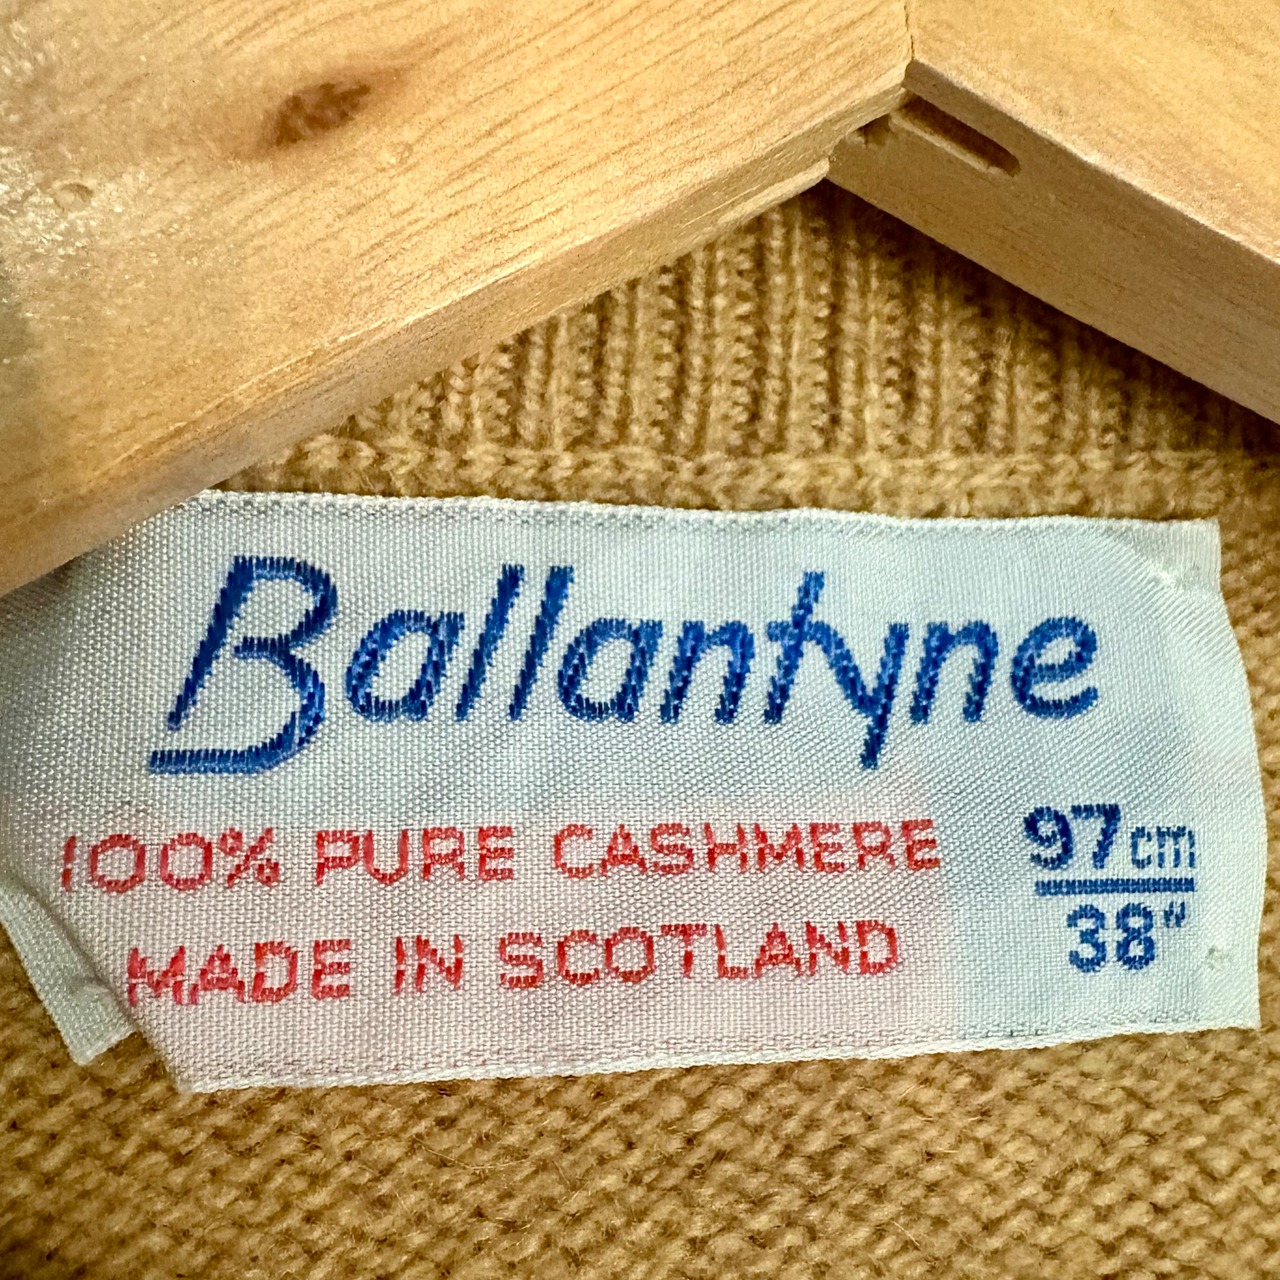 Ballantyne
100% PURE CASHMERE
MADE IN SCOTLAND
97cm
38"